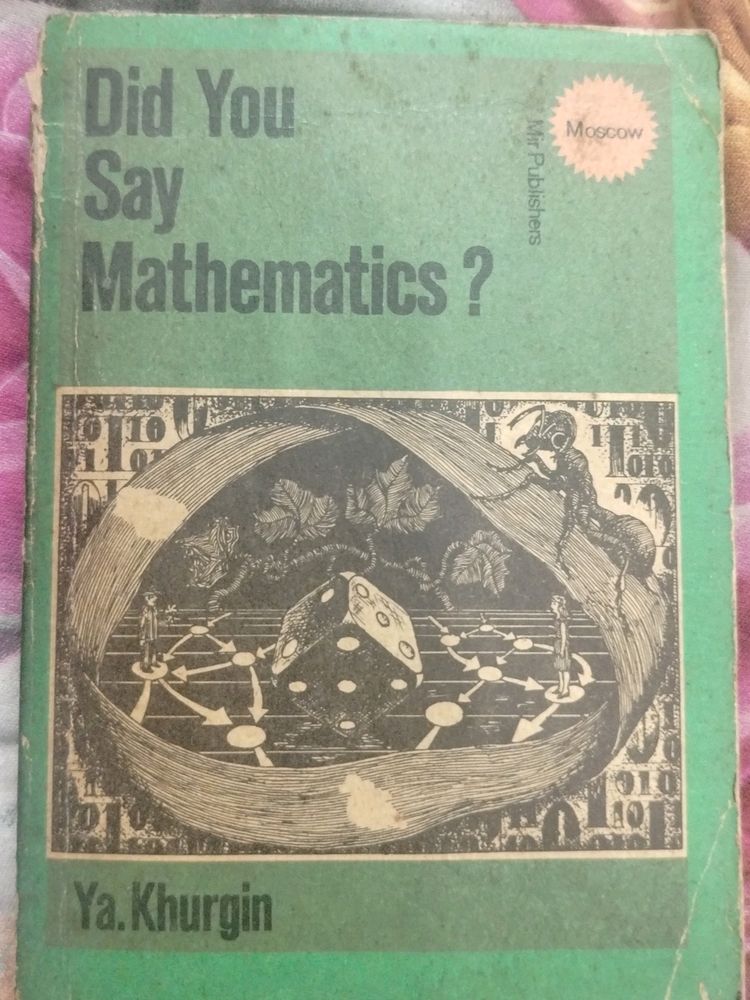 Did You
Say
Mathematics?
Mir Publishers
Moscow
Ya. Khurgin